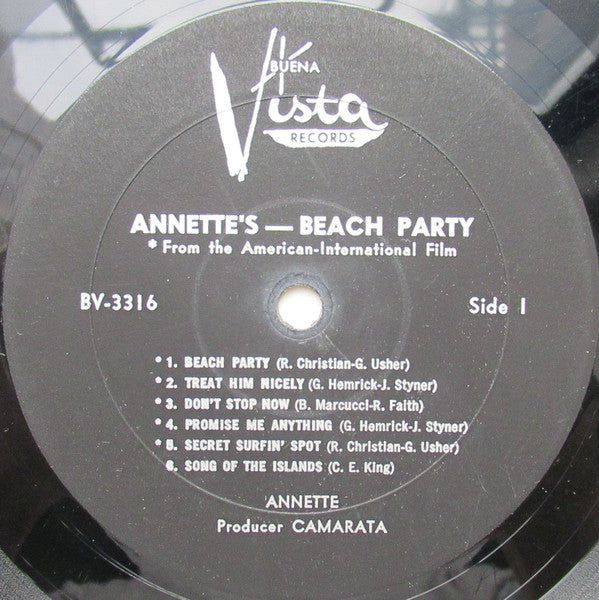 BUENA
Vista
RECORDS
ANNETTE'S — BEACH PARTY
* From the American-International Film
BV-3316
Side 1
* 1. BEACH PARTY (R. Christian-G. Usher)
* 2. TREAT HIM NICELY (G. Hemrick-J. Styner)
* 3. DON'T STOP NOW (B. Marcucci-R. Faith)
* 4. PROMISE ME ANYTHING (G. Hemrick-J. Styner)
* 5. SECRET SURFIN' SPOT (R. Christian-G. Usher)
6. SONG OF THE ISLANDS (C. E. King)
ANNETTE
Producer CAMARATA